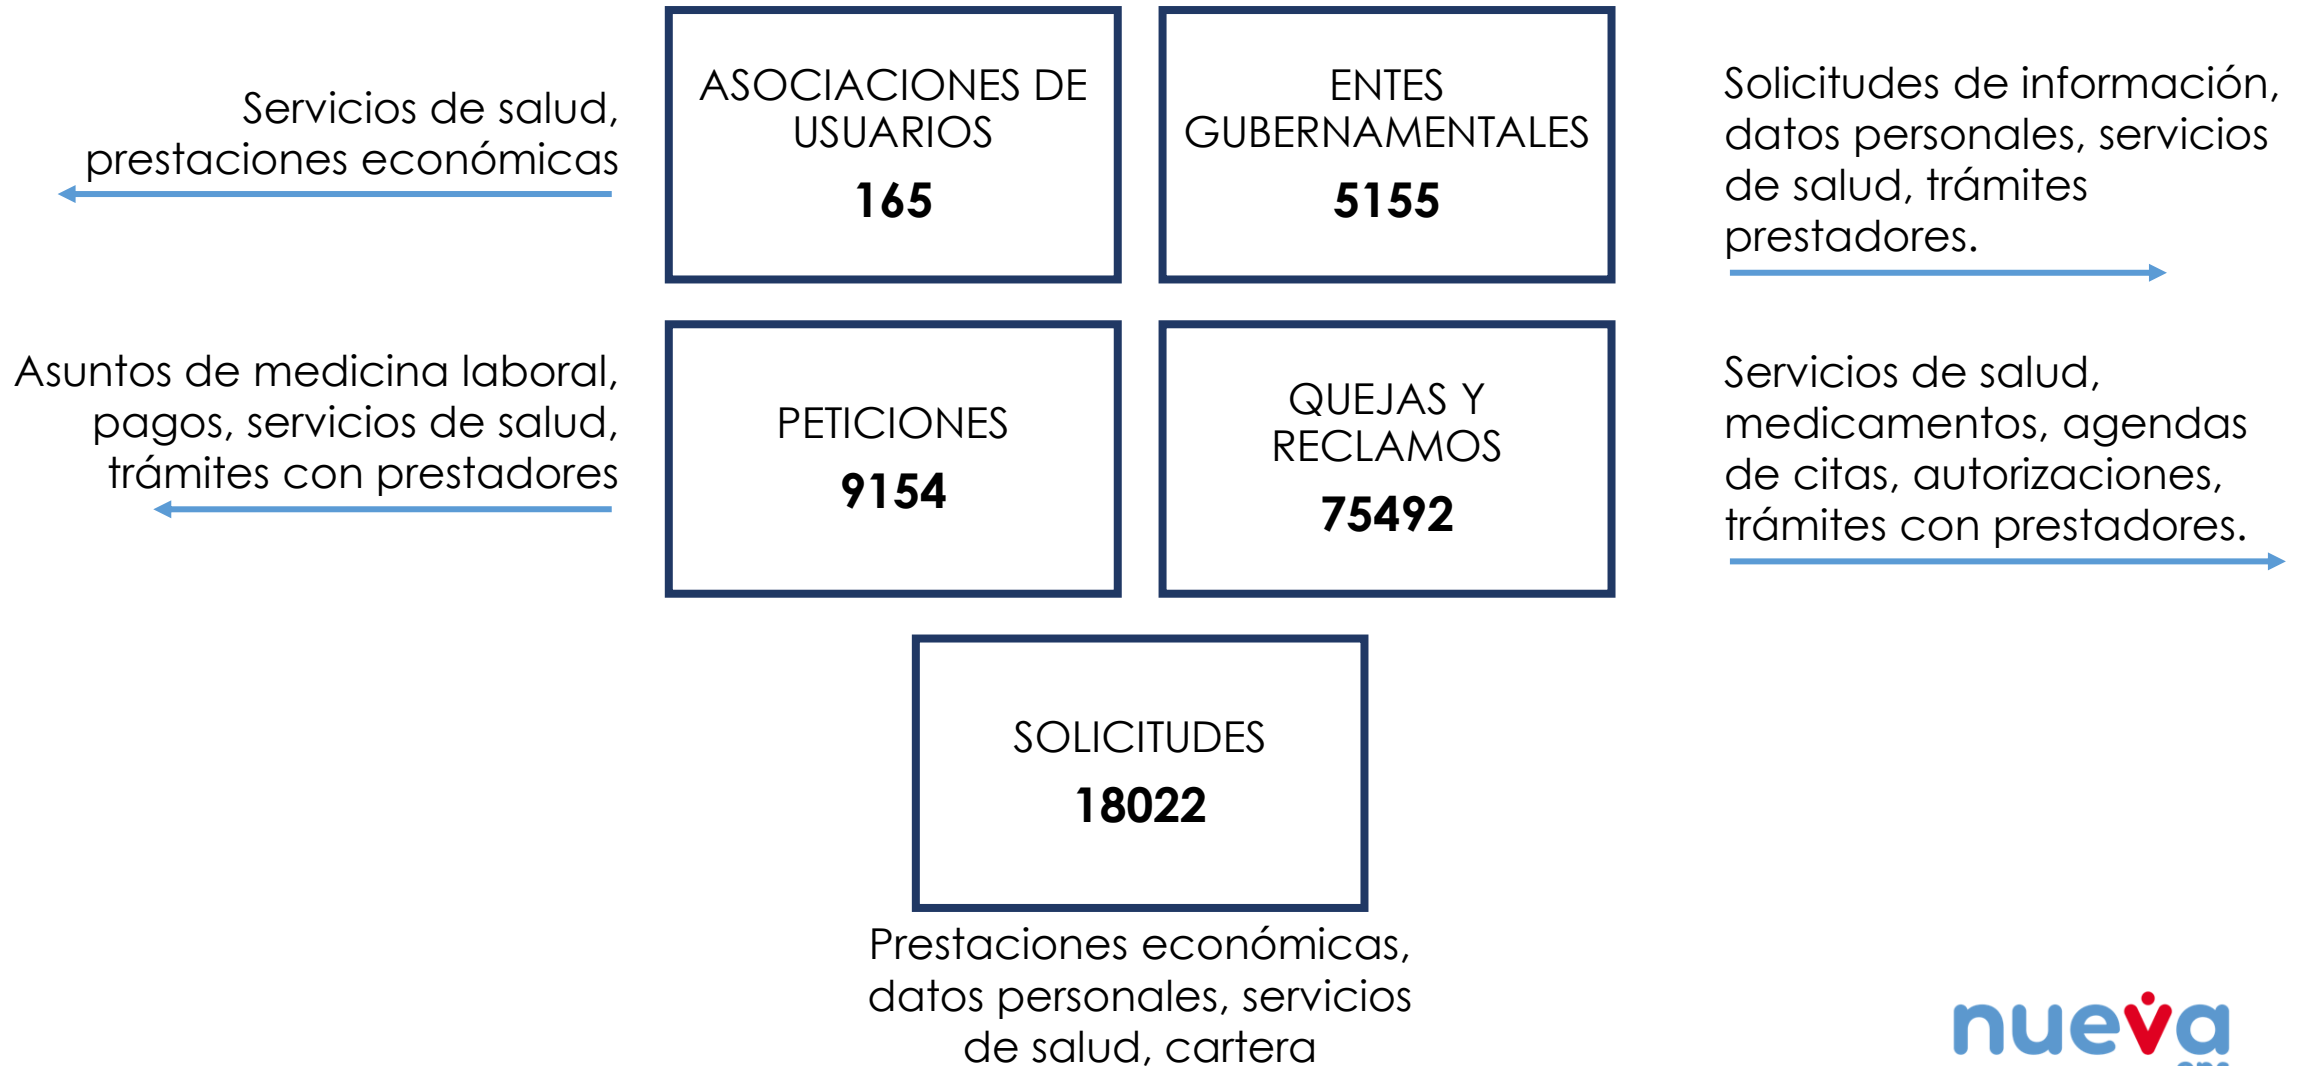 Servicios de salud,
prestaciones económicas
ASOCIACIONES DE
USUARIOS
165
ENTES
GUBERNAMENTALES
5155
Solicitudes de información,
datos personales, servicios
de salud, trámites
prestadores.
Asuntos de medicina laboral,
pagos, servicios de salud,
trámites con prestadores
PETICIONES
9154
QUEJAS Y
RECLAMOS
75492
Servicios de salud,
medicamentos, agendas
de citas, autorizaciones,
trámites con prestadores.
SOLICITUDES
18022
Prestaciones económicas,
datos personales, servicios
de salud, cartera
nueva